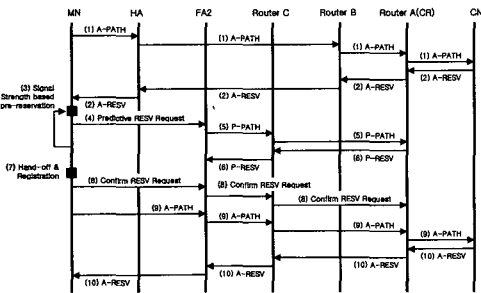 MN HA FA2 Router C Router B Router A(CR) CN
(1) A-PATH
(1) A-PATH
(1) A-PATH
(1) A-PATH
(2) A-RESV
(2) A-RESV
(2) A-RESV
(3) Signal
Strength based
pre-reservation
(2) A-RESV
(4) Predictive RESV Request
(5) P-PATH
(5) P-PATH
(6) P-RESV
(6) P-RESV
(7) Hand-off &
Registration
(8) Confirm RESV Request
(8) Confirm RESV Request
(8) Confirm RESV Request
(9) A-PATH
(9) A-PATH
(9) A-PATH
(9) A-PATH
(10) A-RESV
(10) A-RESV
(10) A-RESV
(10) A-RESV